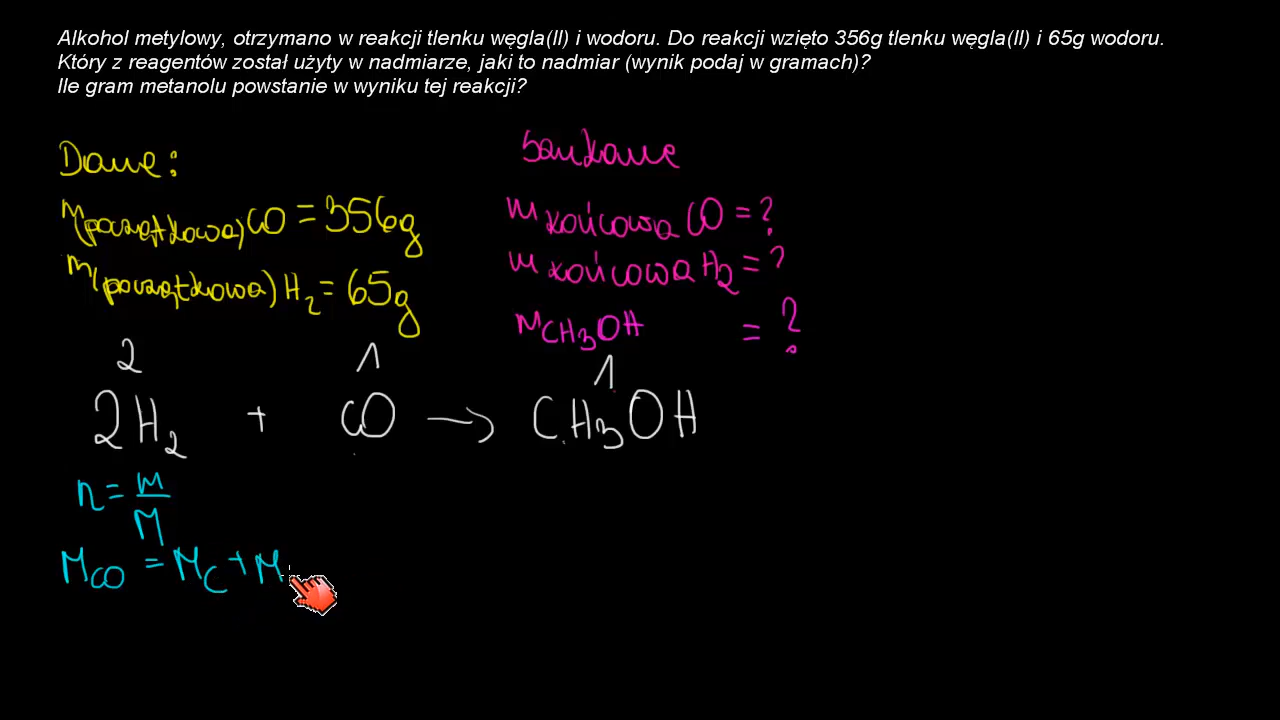 Alkohol metylowy, otrzymano w reakcji tlenku węgla(II) i wodoru. Do reakcji wzięto 356g tlenku węgla(II) i 65g wodoru.
Który z reagentów został użyty w nadmiarze, jaki to nadmiar (wynik podaj w gramach)?
Ile gram metanolu powstanie w wyniku tej reakcji?
Dane:
szukane
m(początkowa) CO = 356g
m końcowa CO = ?
m(początkowa) H2 = 65g
m końcowa H2 = ?
mCH3OH = ?
2 1 1
2H2 + CO → CH3OH
n = m/M
MCO = MC + M